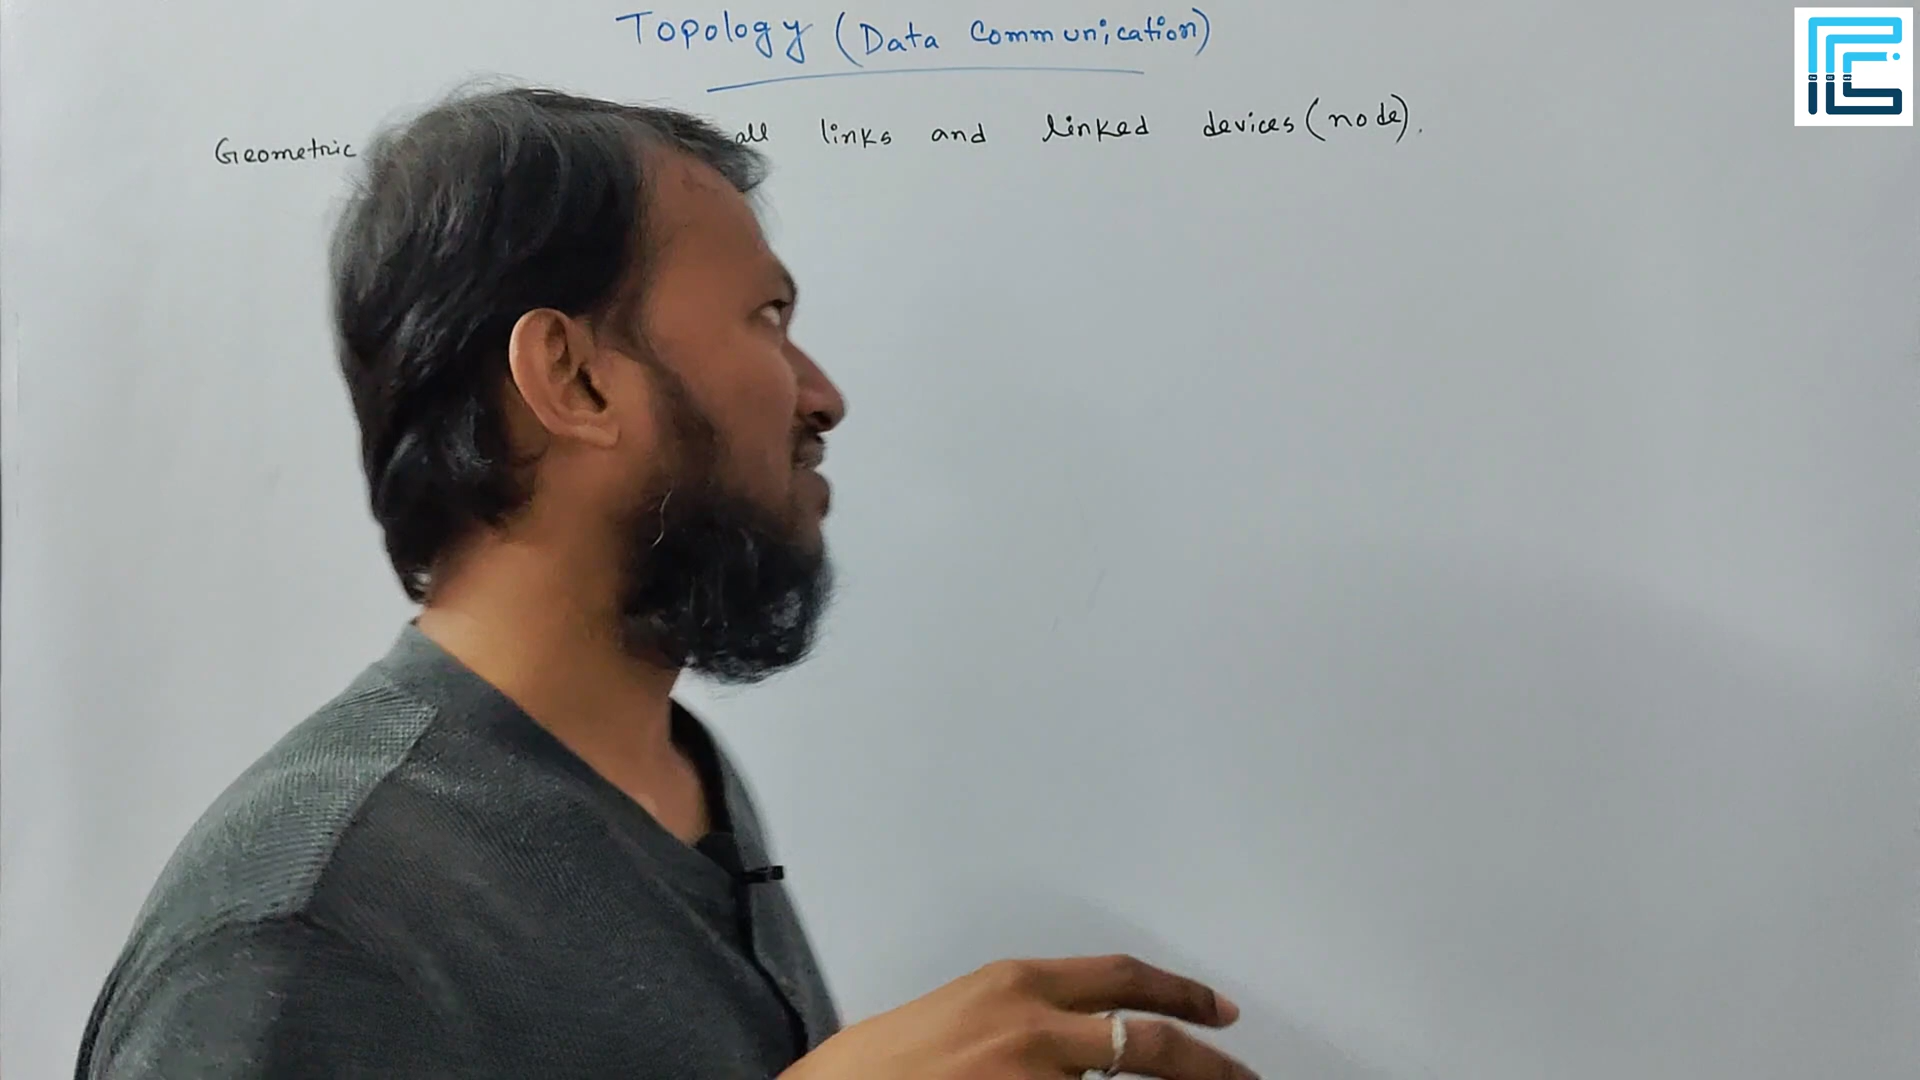 Topology (Data Communication)
Geometric all links and linked devices (node).